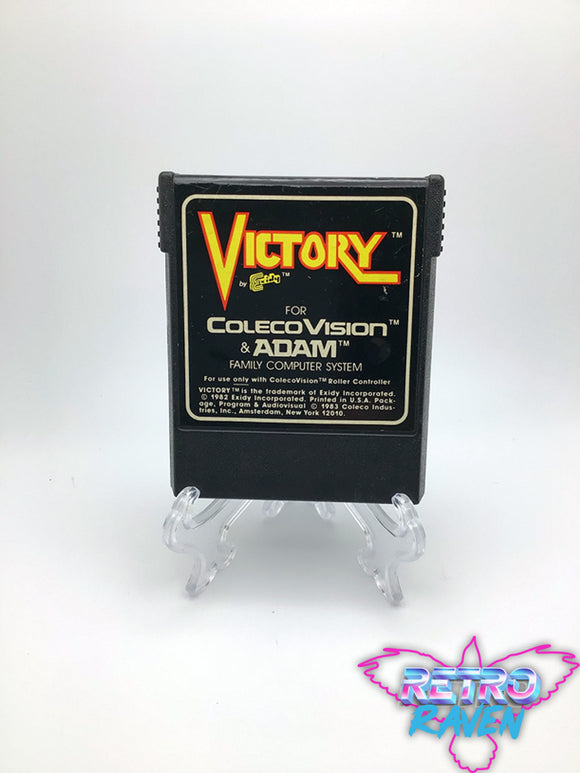 VICTORY™
by Exidy™
FOR
COLECOVISION™
& ADAM™
FAMILY COMPUTER SYSTEM
For use only with ColecoVision™ Roller Controller
VICTORY™ is the trademark of Exidy Incorporated.
© 1982 Exidy Incorporated. Printed in U.S.A. Pack-
age, Program & Audiovisual © 1983 Coleco Indus-
tries, Inc., Amsterdam, New York 12010.
RETRO
RAVEN